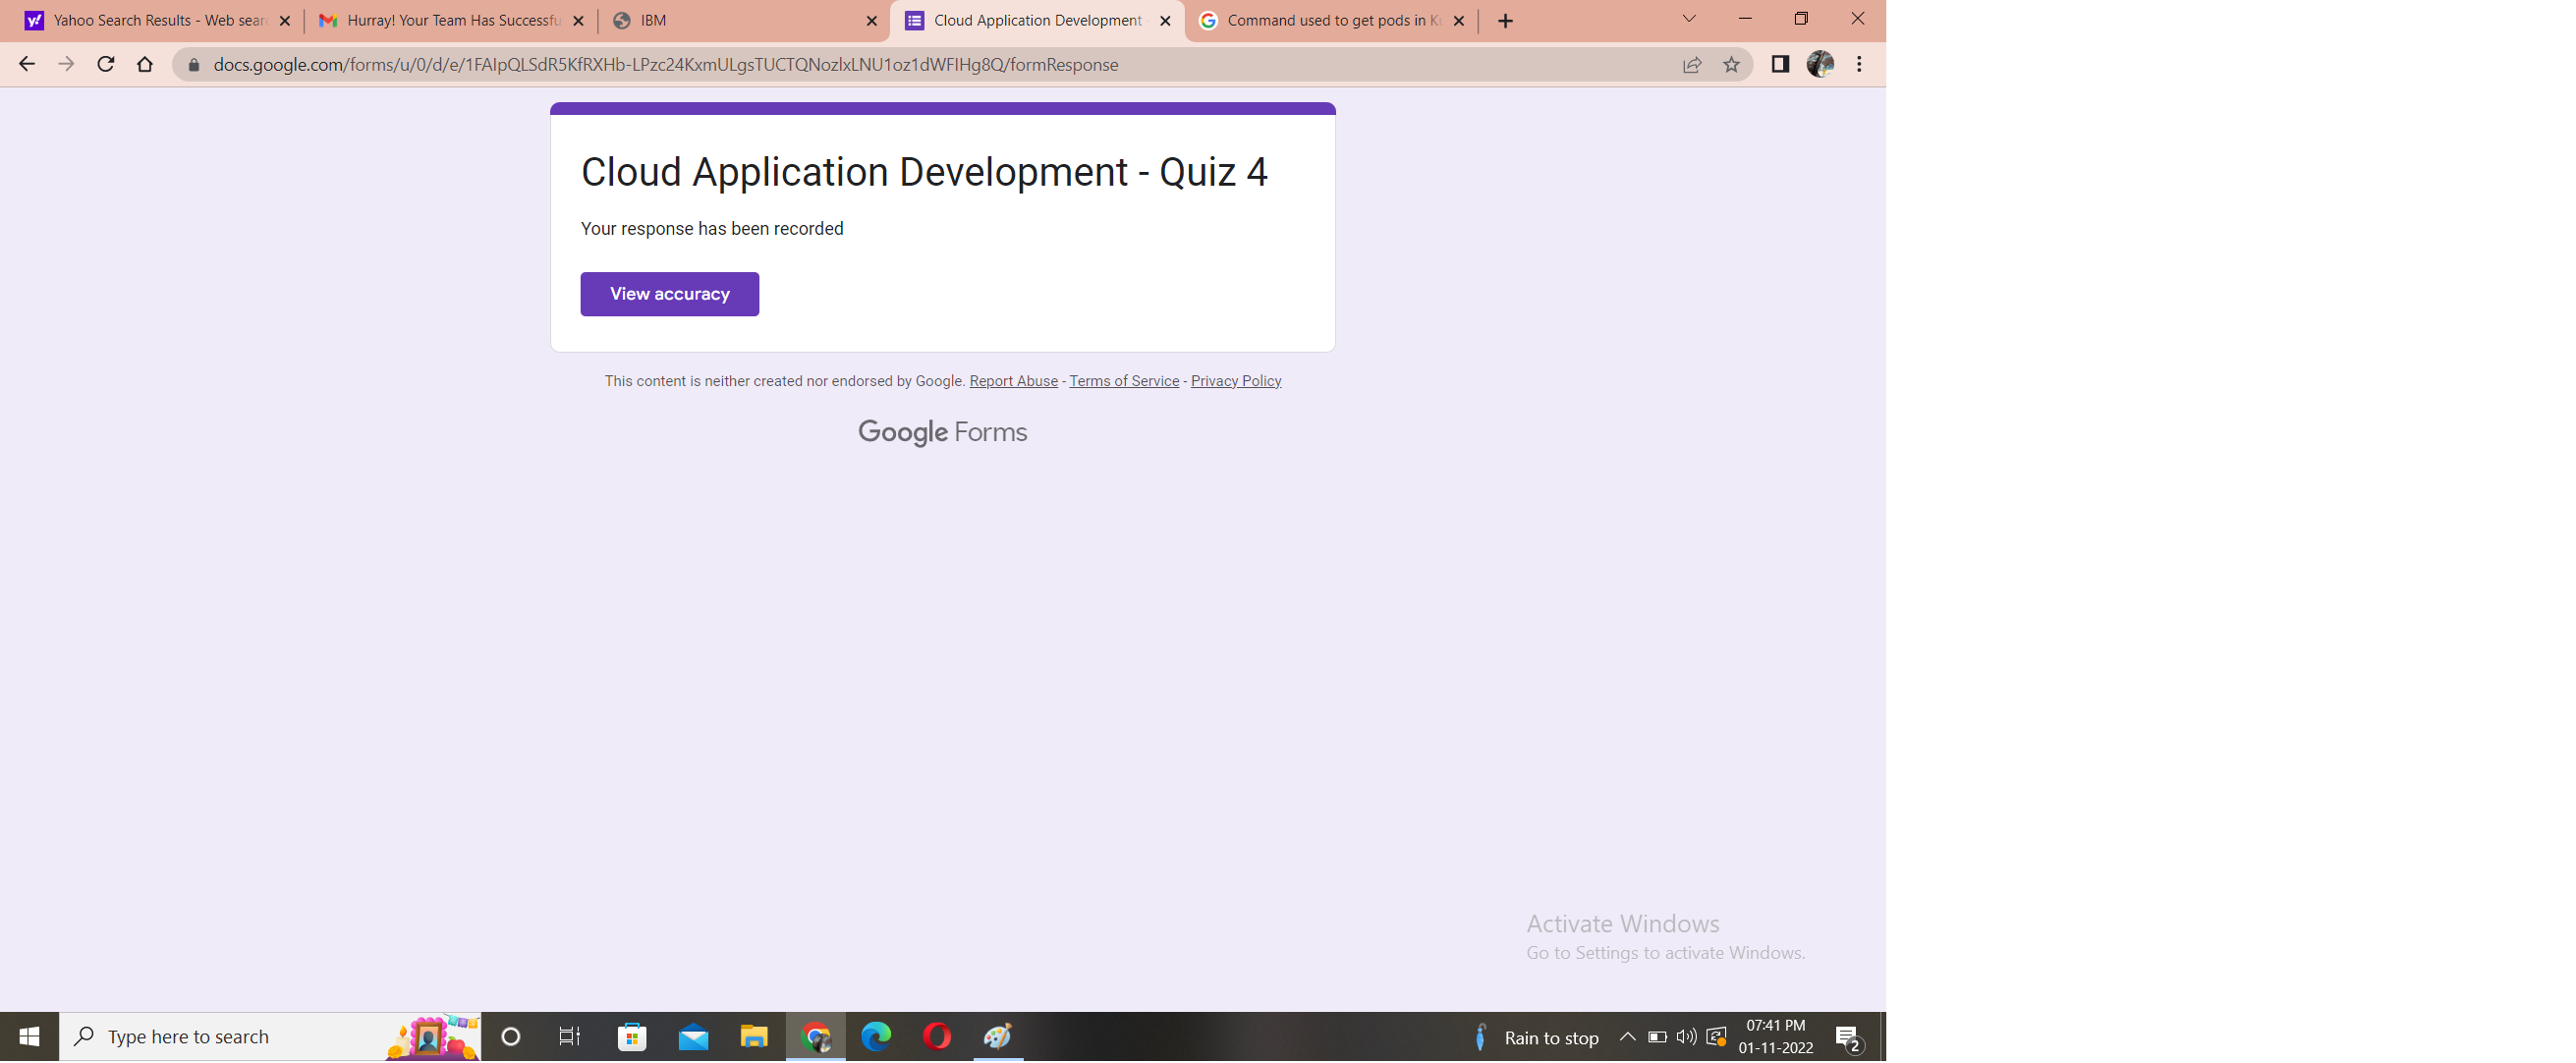 Yahoo Search Results - Web sear
Hurray! Your Team Has Successfu
IBM
Cloud Application Development -
Command used to get pods in Ku
docs.google.com/forms/u/0/d/e/1FAIpQLSdR5KfRXHb-LPzc24KxmULgsTUCTQNozlxLNU1oz1dWFIHg8Q/formResponse
Cloud Application Development - Quiz 4
Your response has been recorded
View accuracy
This content is neither created nor endorsed by Google. Report Abuse - Terms of Service - Privacy Policy
Google Forms
Activate Windows
Go to Settings to activate Windows.
Type here to search
Rain to stop
07:41 PM
01-11-2022
2